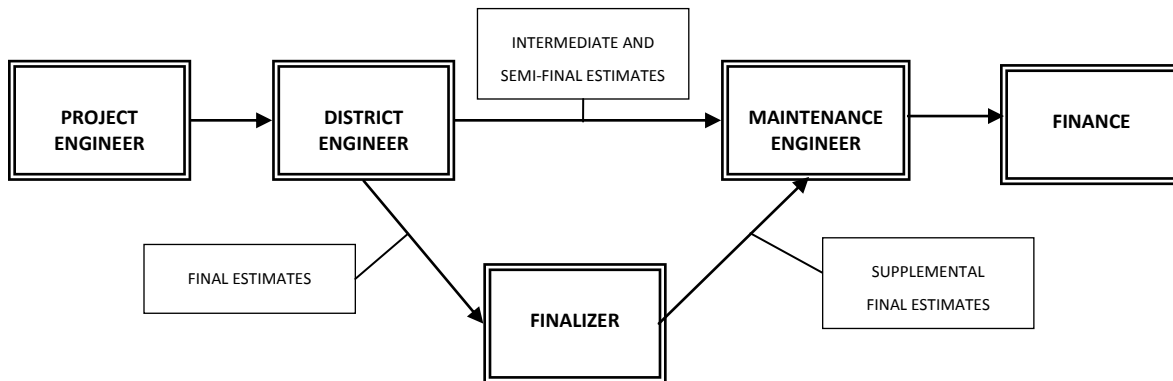 INTERMEDIATE AND
SEMI-FINAL ESTIMATES
PROJECT
ENGINEER
DISTRICT
ENGINEER
MAINTENANCE
ENGINEER
FINANCE
FINAL ESTIMATES
FINALIZER
SUPPLEMENTAL
FINAL ESTIMATES